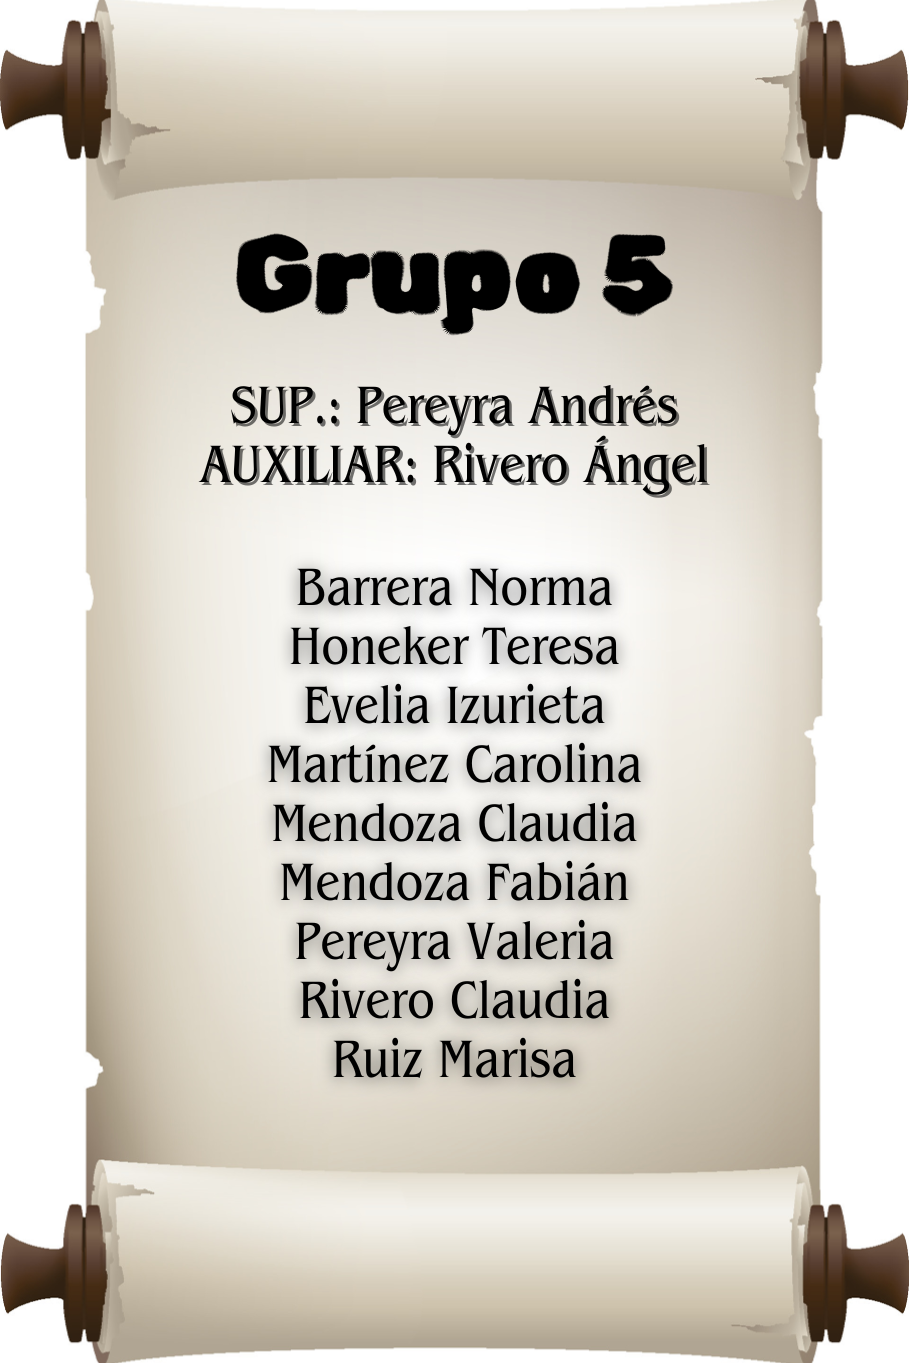 Grupo 5
SUP.: Pereyra Andrés
AUXILIAR: Rivero Ángel
Barrera Norma
Honeker Teresa
Evelia Izurieta
Martínez Carolina
Mendoza Claudia
Mendoza Fabián
Pereyra Valeria
Rivero Claudia
Ruiz Marisa